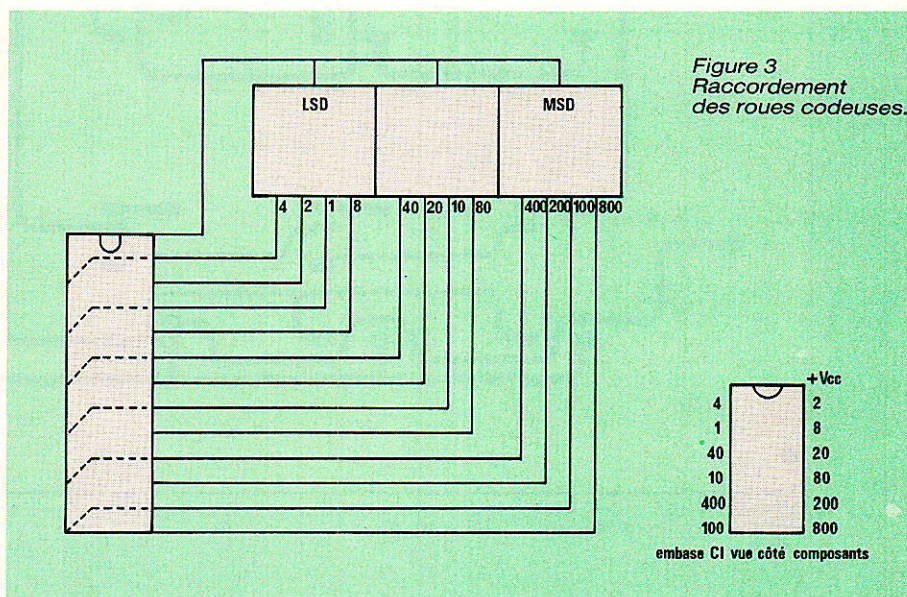 Figure 3
Raccordement
des roues codeuses.
LSD MSD
4 2 1 8 40 20 10 80 400 200 100 800
+Vcc
4 2
1 8
40 20
10 80
400 200
100 800
embase CI vue côté composants